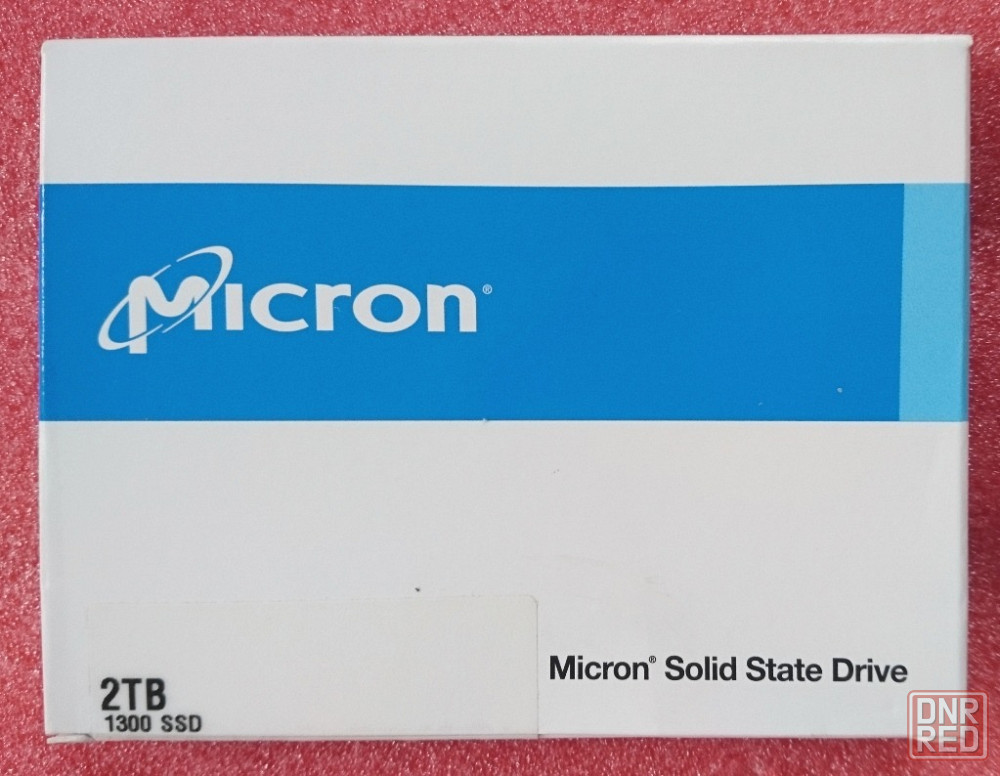 Micron®
Micron® Solid State Drive
2TB
1300 SSD
DNR
RED